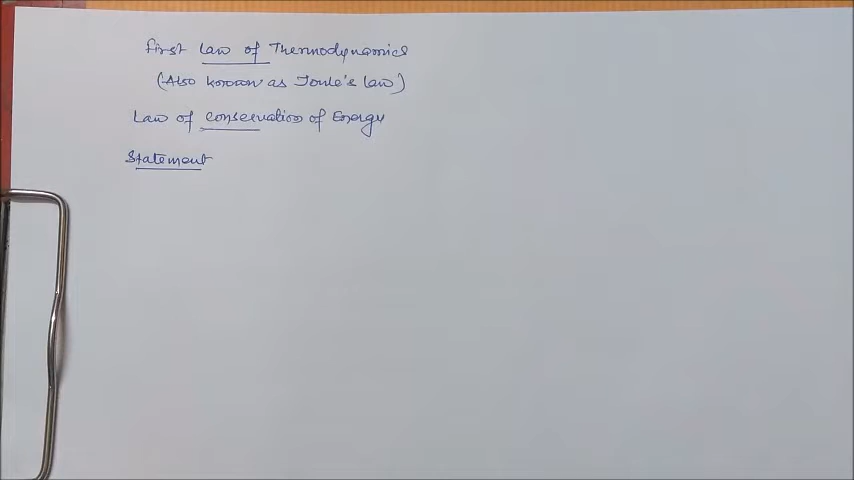 First Law of Thermodynamics
(Also known as Joule's law)
Law of conservation of Energy
Statement